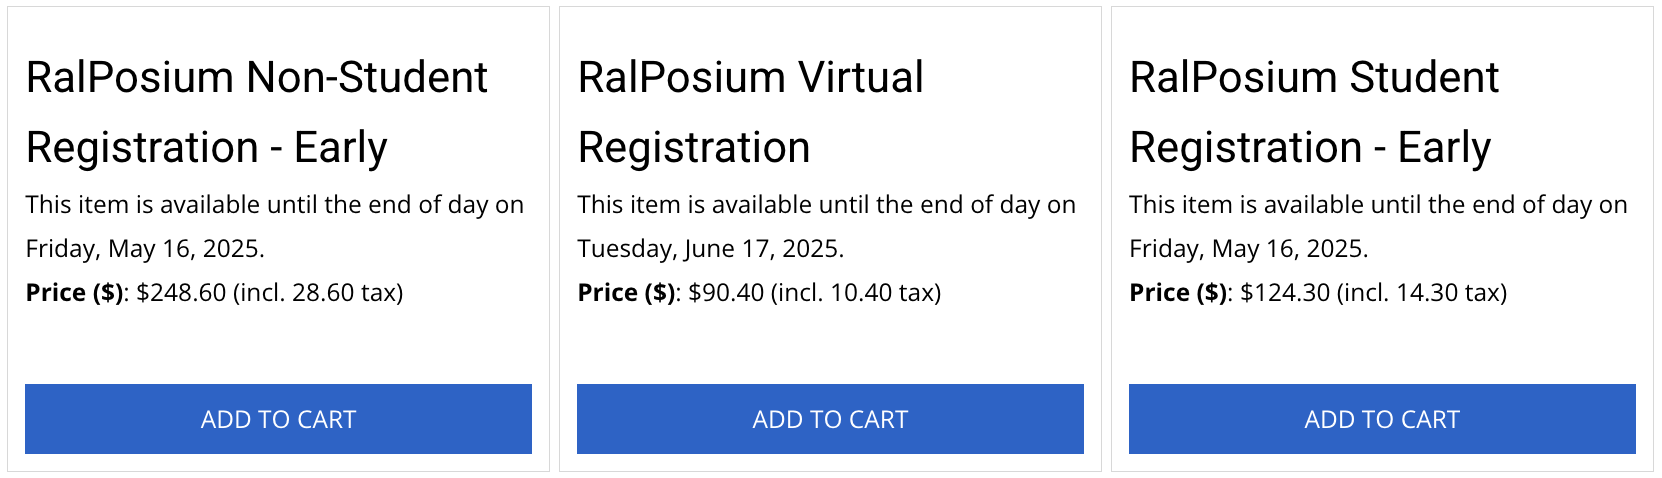 RalPosium Non-Student
Registration - Early
This item is available until the end of day on
Friday, May 16, 2025.
Price ($): $248.60 (incl. 28.60 tax)
ADD TO CART
RalPosium Virtual
Registration
This item is available until the end of day on
Tuesday, June 17, 2025.
Price ($): $90.40 (incl. 10.40 tax)
ADD TO CART
RalPosium Student
Registration - Early
This item is available until the end of day on
Friday, May 16, 2025.
Price ($): $124.30 (incl. 14.30 tax)
ADD TO CART